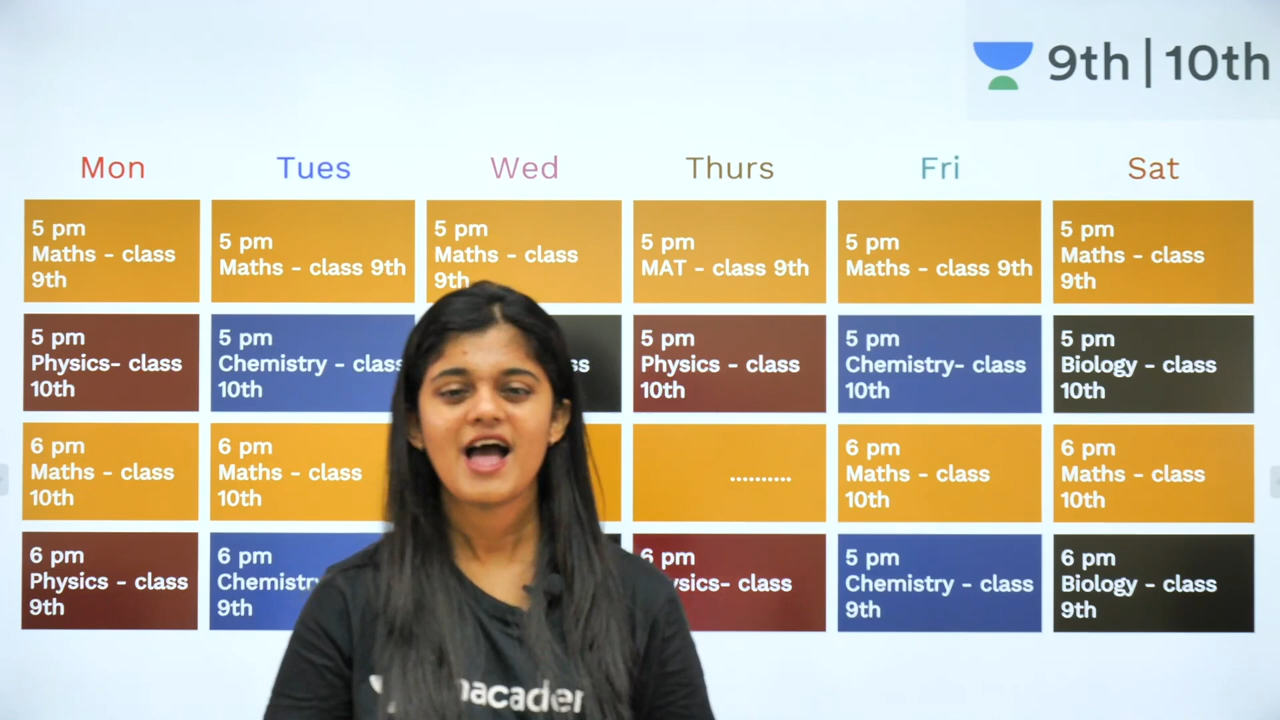 9th | 10th
Mon
Tues
Wed
Thurs
Fri
Sat
5 pm
Maths - class
9th
5 pm
Maths - class 9th
5 pm
Maths - class
9th
5 pm
MAT - class 9th
5 pm
Maths - class 9th
5 pm
Maths - class
9th
5 pm
Physics- class
10th
5 pm
Chemistry - class
10th
5 pm
Physics - class
10th
5 pm
Chemistry- class
10th
5 pm
Biology - class
10th
6 pm
Maths - class
10th
6 pm
Maths - class
10th
..........
6 pm
Maths - class
10th
6 pm
Maths - class
10th
6 pm
Physics - class
9th
6 pm
Chemistry
9th
6 pm
class
5 pm
Chemistry - class
9th
6 pm
Biology - class
9th